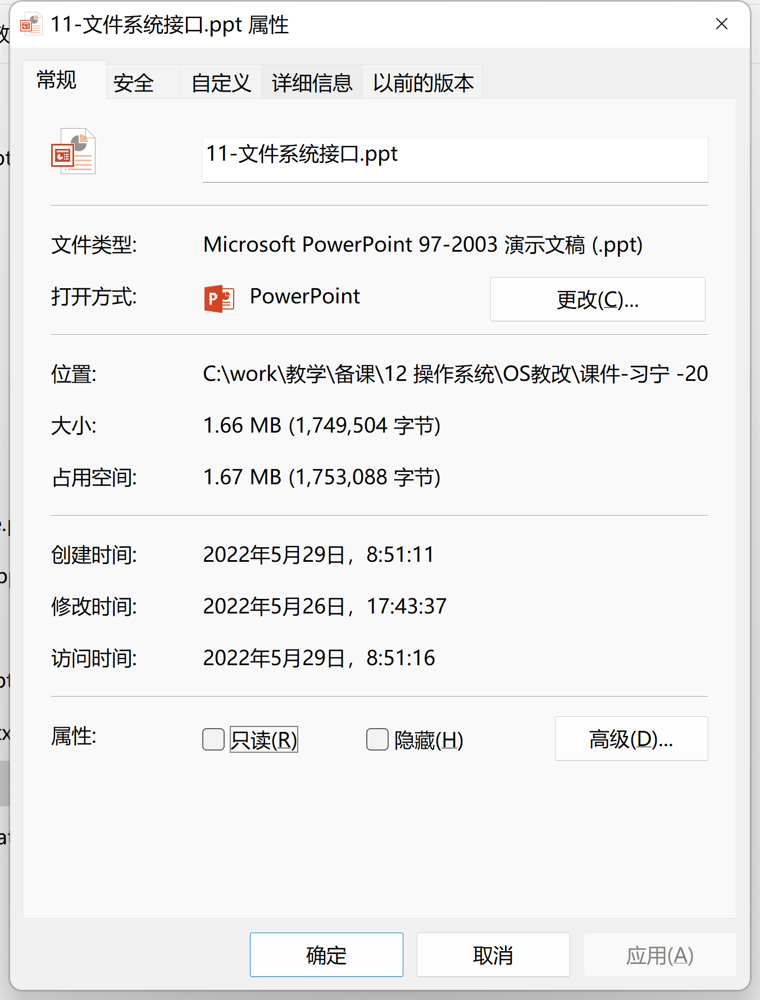 11-文件系统接口.ppt 属性
常规 安全 自定义 详细信息 以前的版本
11-文件系统接口.ppt
文件类型: Microsoft PowerPoint 97-2003 演示文稿 (.ppt)
打开方式: PowerPoint 更改(C)...
位置: C:\work\教学\备课\12 操作系统\OS教改\课件-习宁 -20
大小: 1.66 MB (1,749,504 字节)
占用空间: 1.67 MB (1,753,088 字节)
创建时间: 2022年5月29日，8:51:11
修改时间: 2022年5月26日，17:43:37
访问时间: 2022年5月29日，8:51:16
属性: 只读(R) 隐藏(H) 高级(D)...
确定 取消 应用(A)